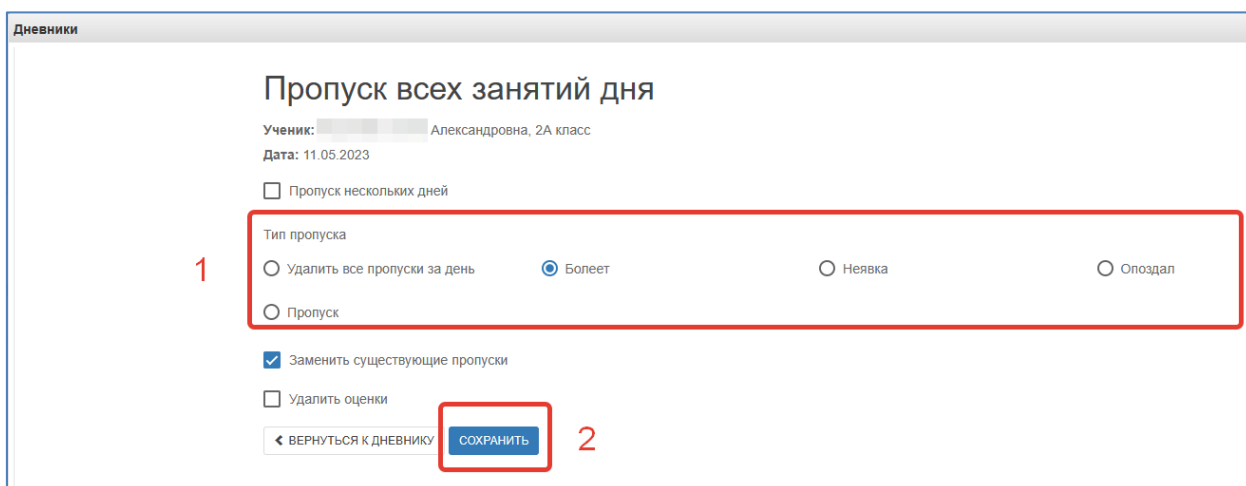 Дневники
Пропуск всех занятий дня
Ученик: Александровна, 2А класс
Дата: 11.05.2023
Пропуск нескольких дней
Тип пропуска
1
Удалить все пропуски за день Болеет Неявка Опоздал
Пропуск
Заменить существующие пропуски
Удалить оценки
ВЕРНУТЬСЯ К ДНЕВНИКУ СОХРАНИТЬ 2